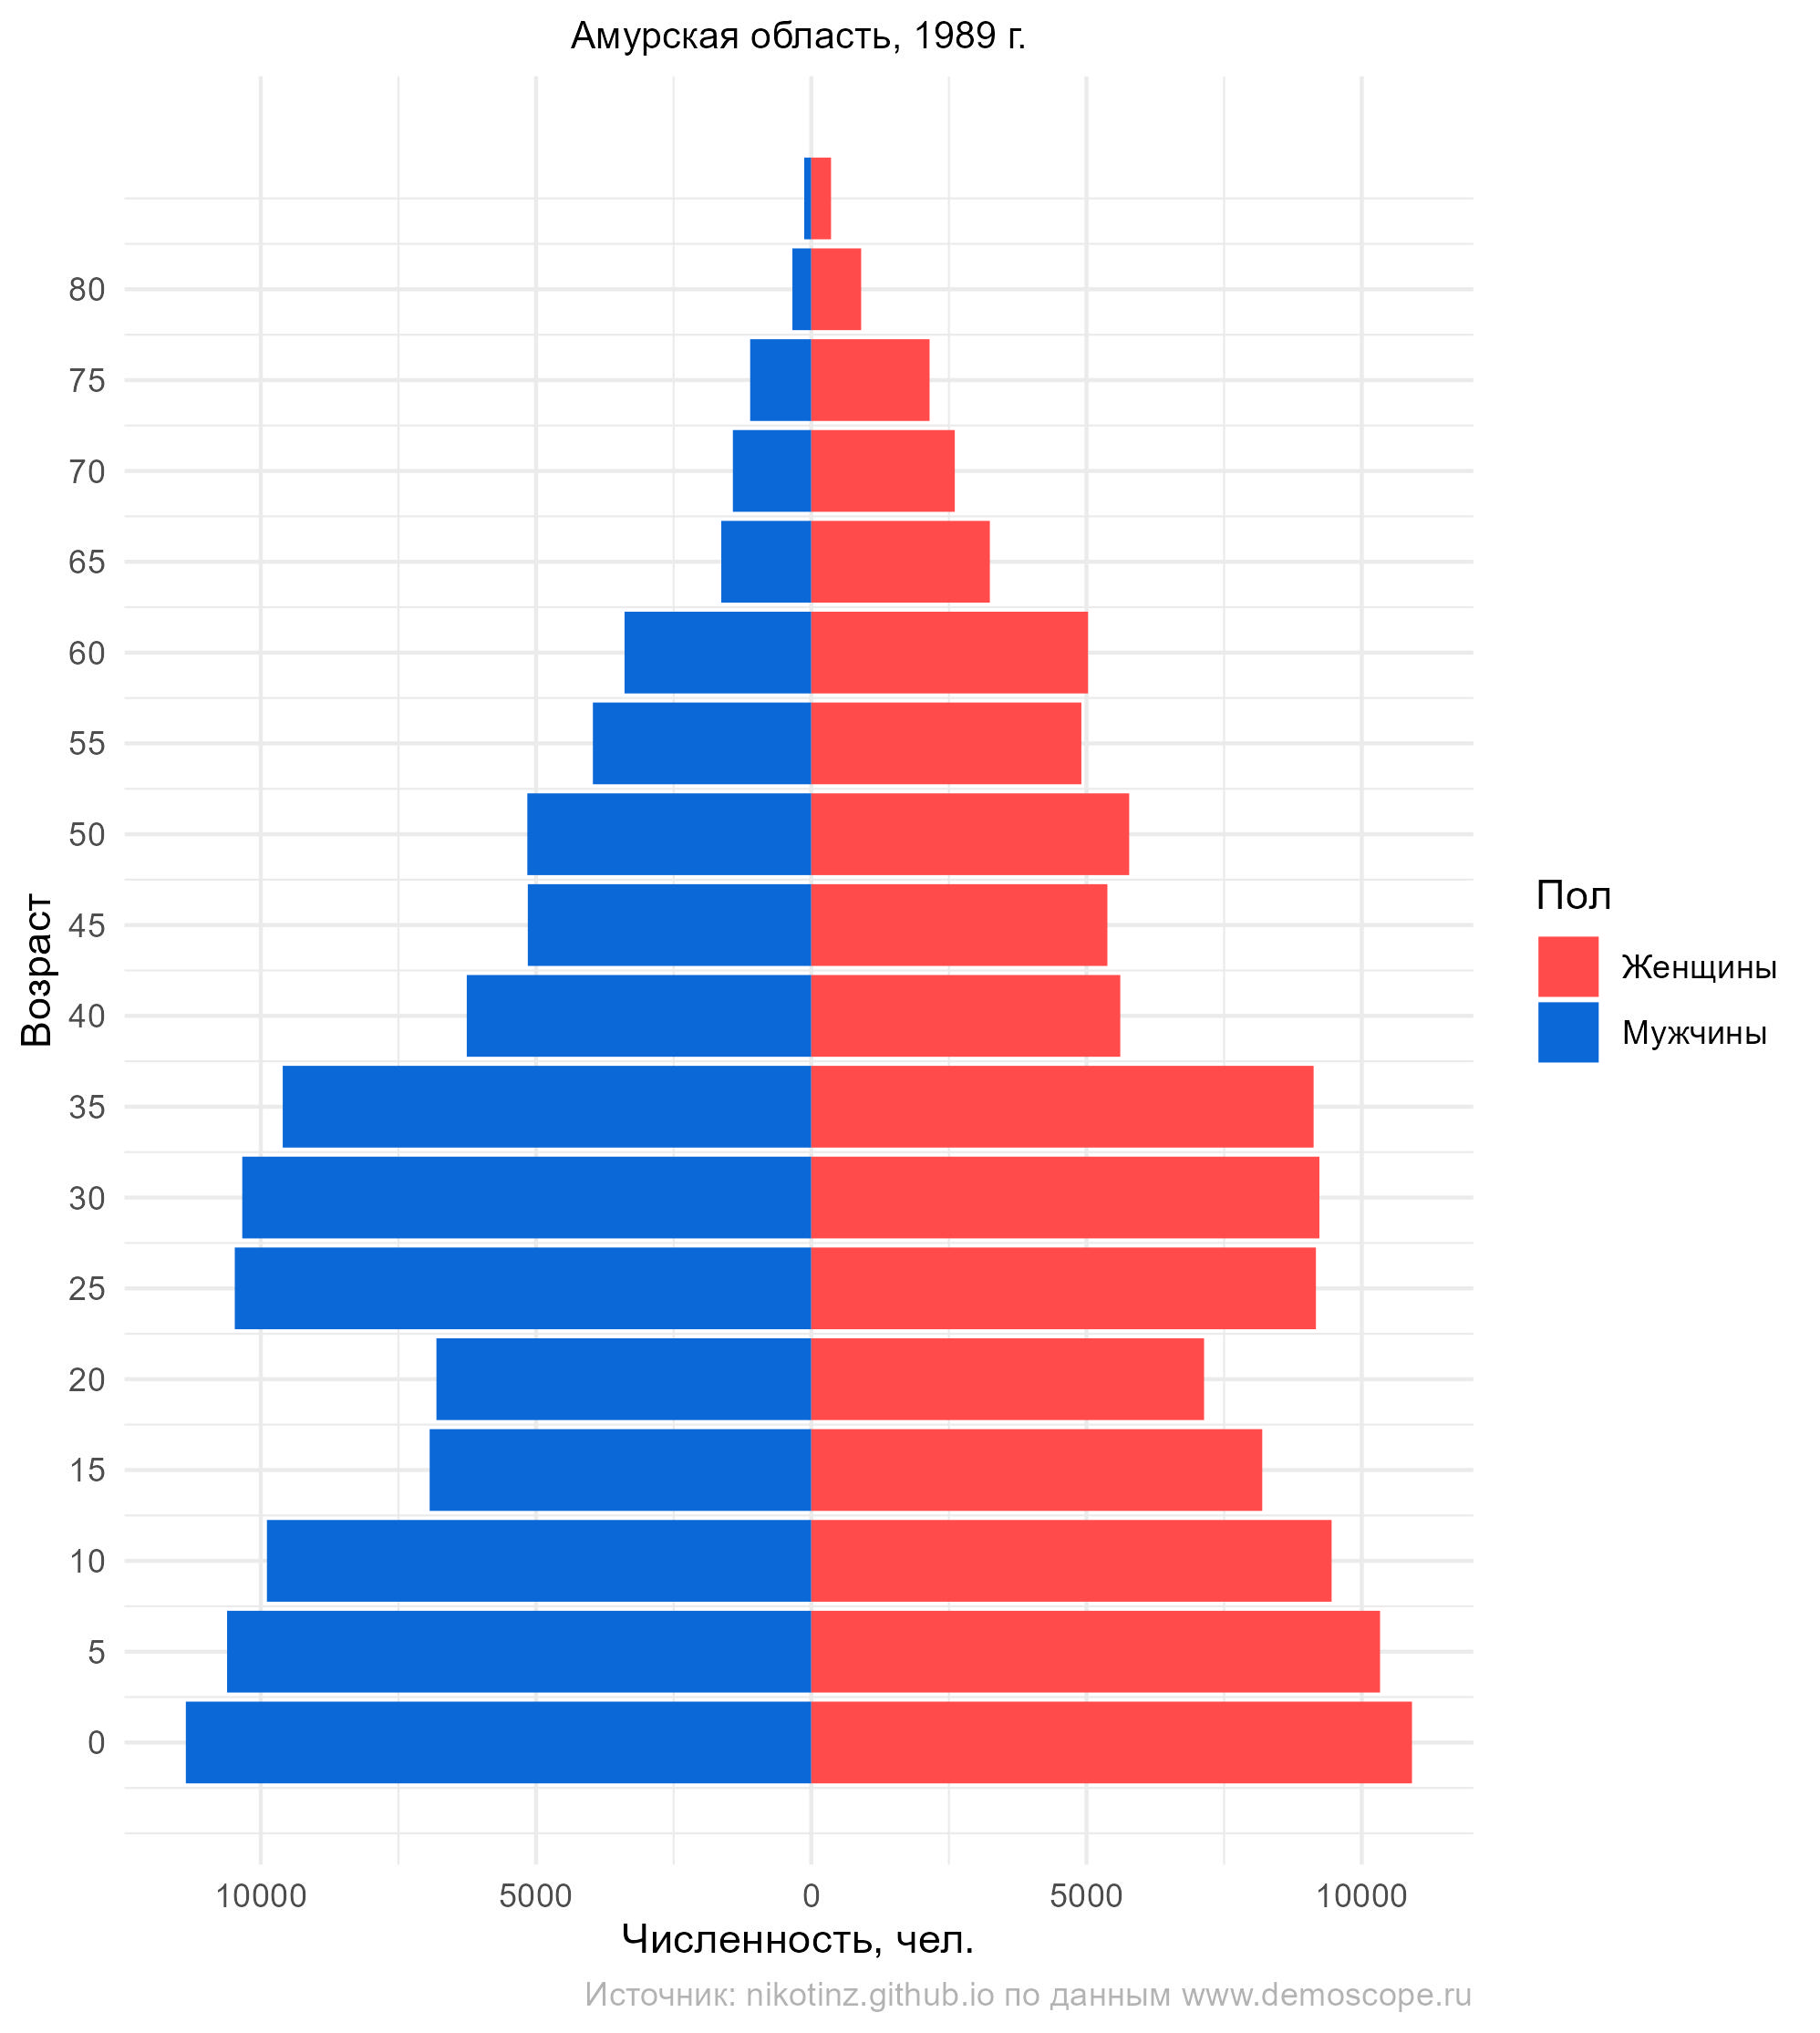 Амурская область, 1989 г.
80
75
70
65
60
55
50
45
40
35
30
25
20
15
10
5
0
Возраст
10000 5000 0 5000 10000
Численность, чел.
Пол
Женщины
Мужчины
Источник: nikotinz.github.io по данным www.demoscope.ru